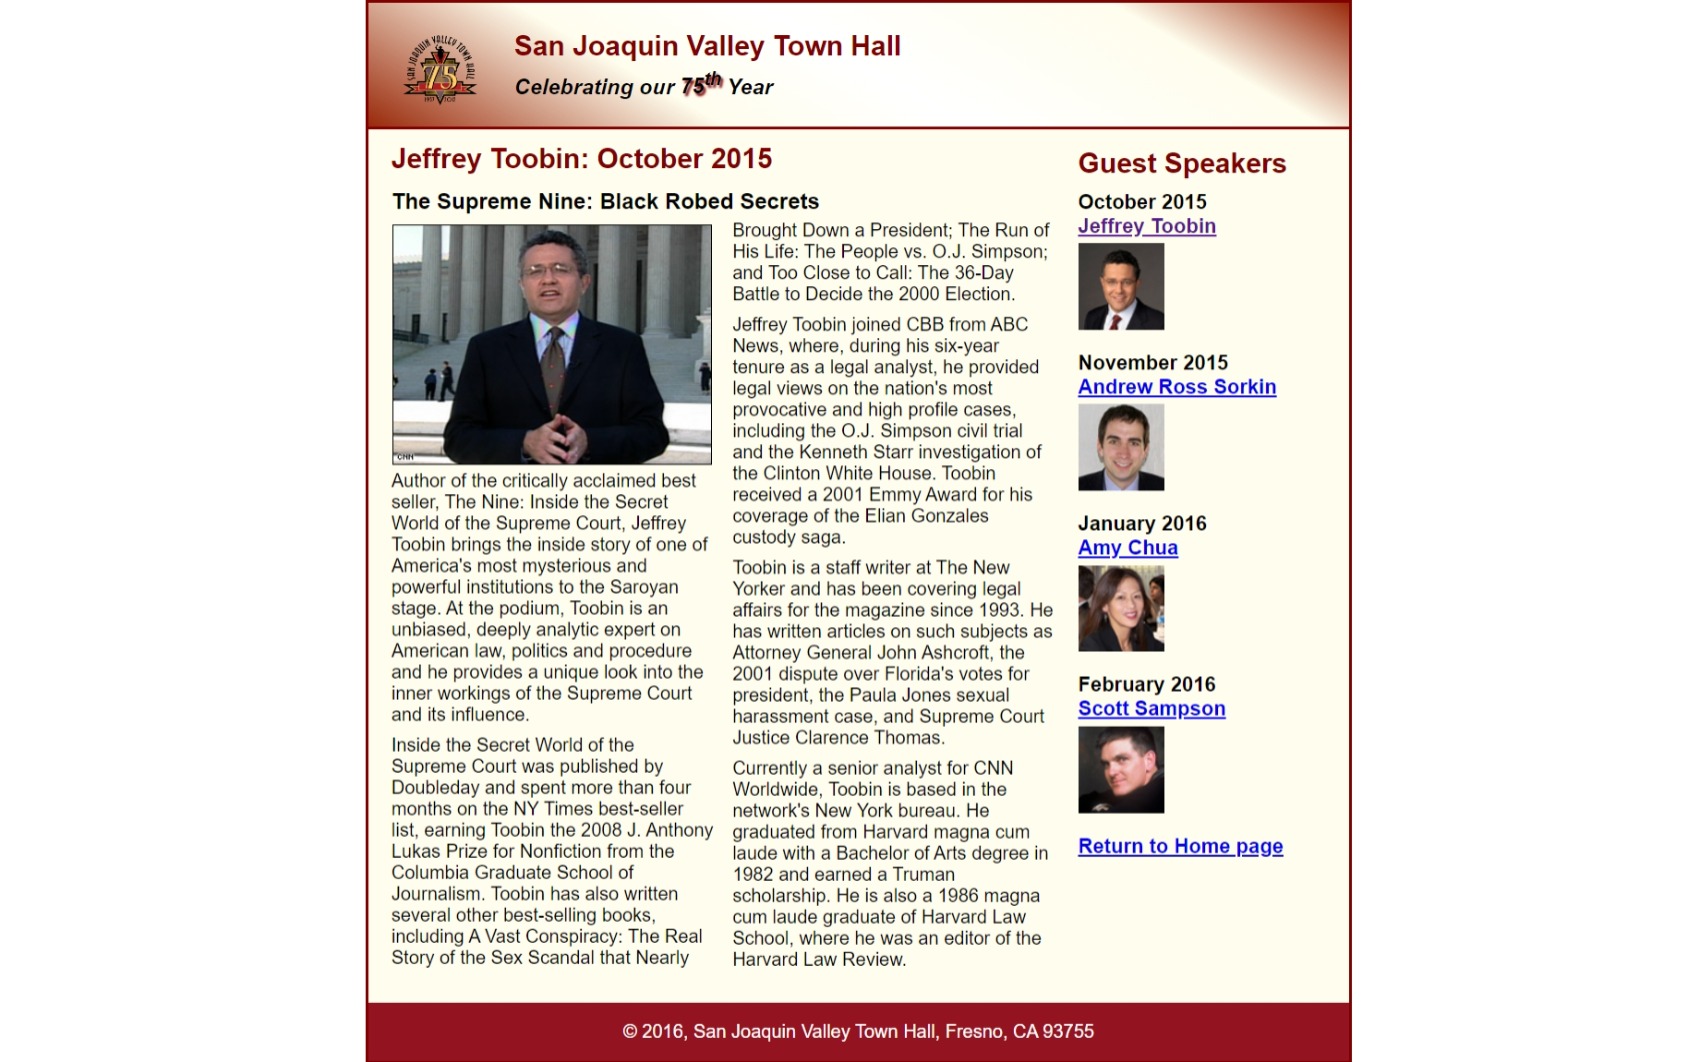 SAN JOAQUIN VALLEY TOWN HALL
75
San Joaquin Valley Town Hall
Celebrating our 75th Year
Jeffrey Toobin: October 2015
The Supreme Nine: Black Robed Secrets
CNN
Author of the critically acclaimed best
seller, The Nine: Inside the Secret
World of the Supreme Court, Jeffrey
Toobin brings the inside story of one of
America's most mysterious and
powerful institutions to the Saroyan
stage. At the podium, Toobin is an
unbiased, deeply analytic expert on
American law, politics and procedure
and he provides a unique look into the
inner workings of the Supreme Court
and its influence.
Inside the Secret World of the
Supreme Court was published by
Doubleday and spent more than four
months on the NY Times best-seller
list, earning Toobin the 2008 J. Anthony
Lukas Prize for Nonfiction from the
Columbia Graduate School of
Journalism. Toobin has also written
several other best-selling books,
including A Vast Conspiracy: The Real
Story of the Sex Scandal that Nearly
Brought Down a President; The Run of
His Life: The People vs. O.J. Simpson;
and Too Close to Call: The 36-Day
Battle to Decide the 2000 Election.
Jeffrey Toobin joined CBB from ABC
News, where, during his six-year
tenure as a legal analyst, he provided
legal views on the nation's most
provocative and high profile cases,
including the O.J. Simpson civil trial
and the Kenneth Starr investigation of
the Clinton White House. Toobin
received a 2001 Emmy Award for his
coverage of the Elian Gonzales
custody saga.
Toobin is a staff writer at The New
Yorker and has been covering legal
affairs for the magazine since 1993. He
has written articles on such subjects as
Attorney General John Ashcroft, the
2001 dispute over Florida's votes for
president, the Paula Jones sexual
harassment case, and Supreme Court
Justice Clarence Thomas.
Currently a senior analyst for CNN
Worldwide, Toobin is based in the
network's New York bureau. He
graduated from Harvard magna cum
laude with a Bachelor of Arts degree in
1982 and earned a Truman
scholarship. He is also a 1986 magna
cum laude graduate of Harvard Law
School, where he was an editor of the
Harvard Law Review.
Guest Speakers
October 2015
Jeffrey Toobin
November 2015
Andrew Ross Sorkin
January 2016
Amy Chua
February 2016
Scott Sampson
Return to Home page
© 2016, San Joaquin Valley Town Hall, Fresno, CA 93755